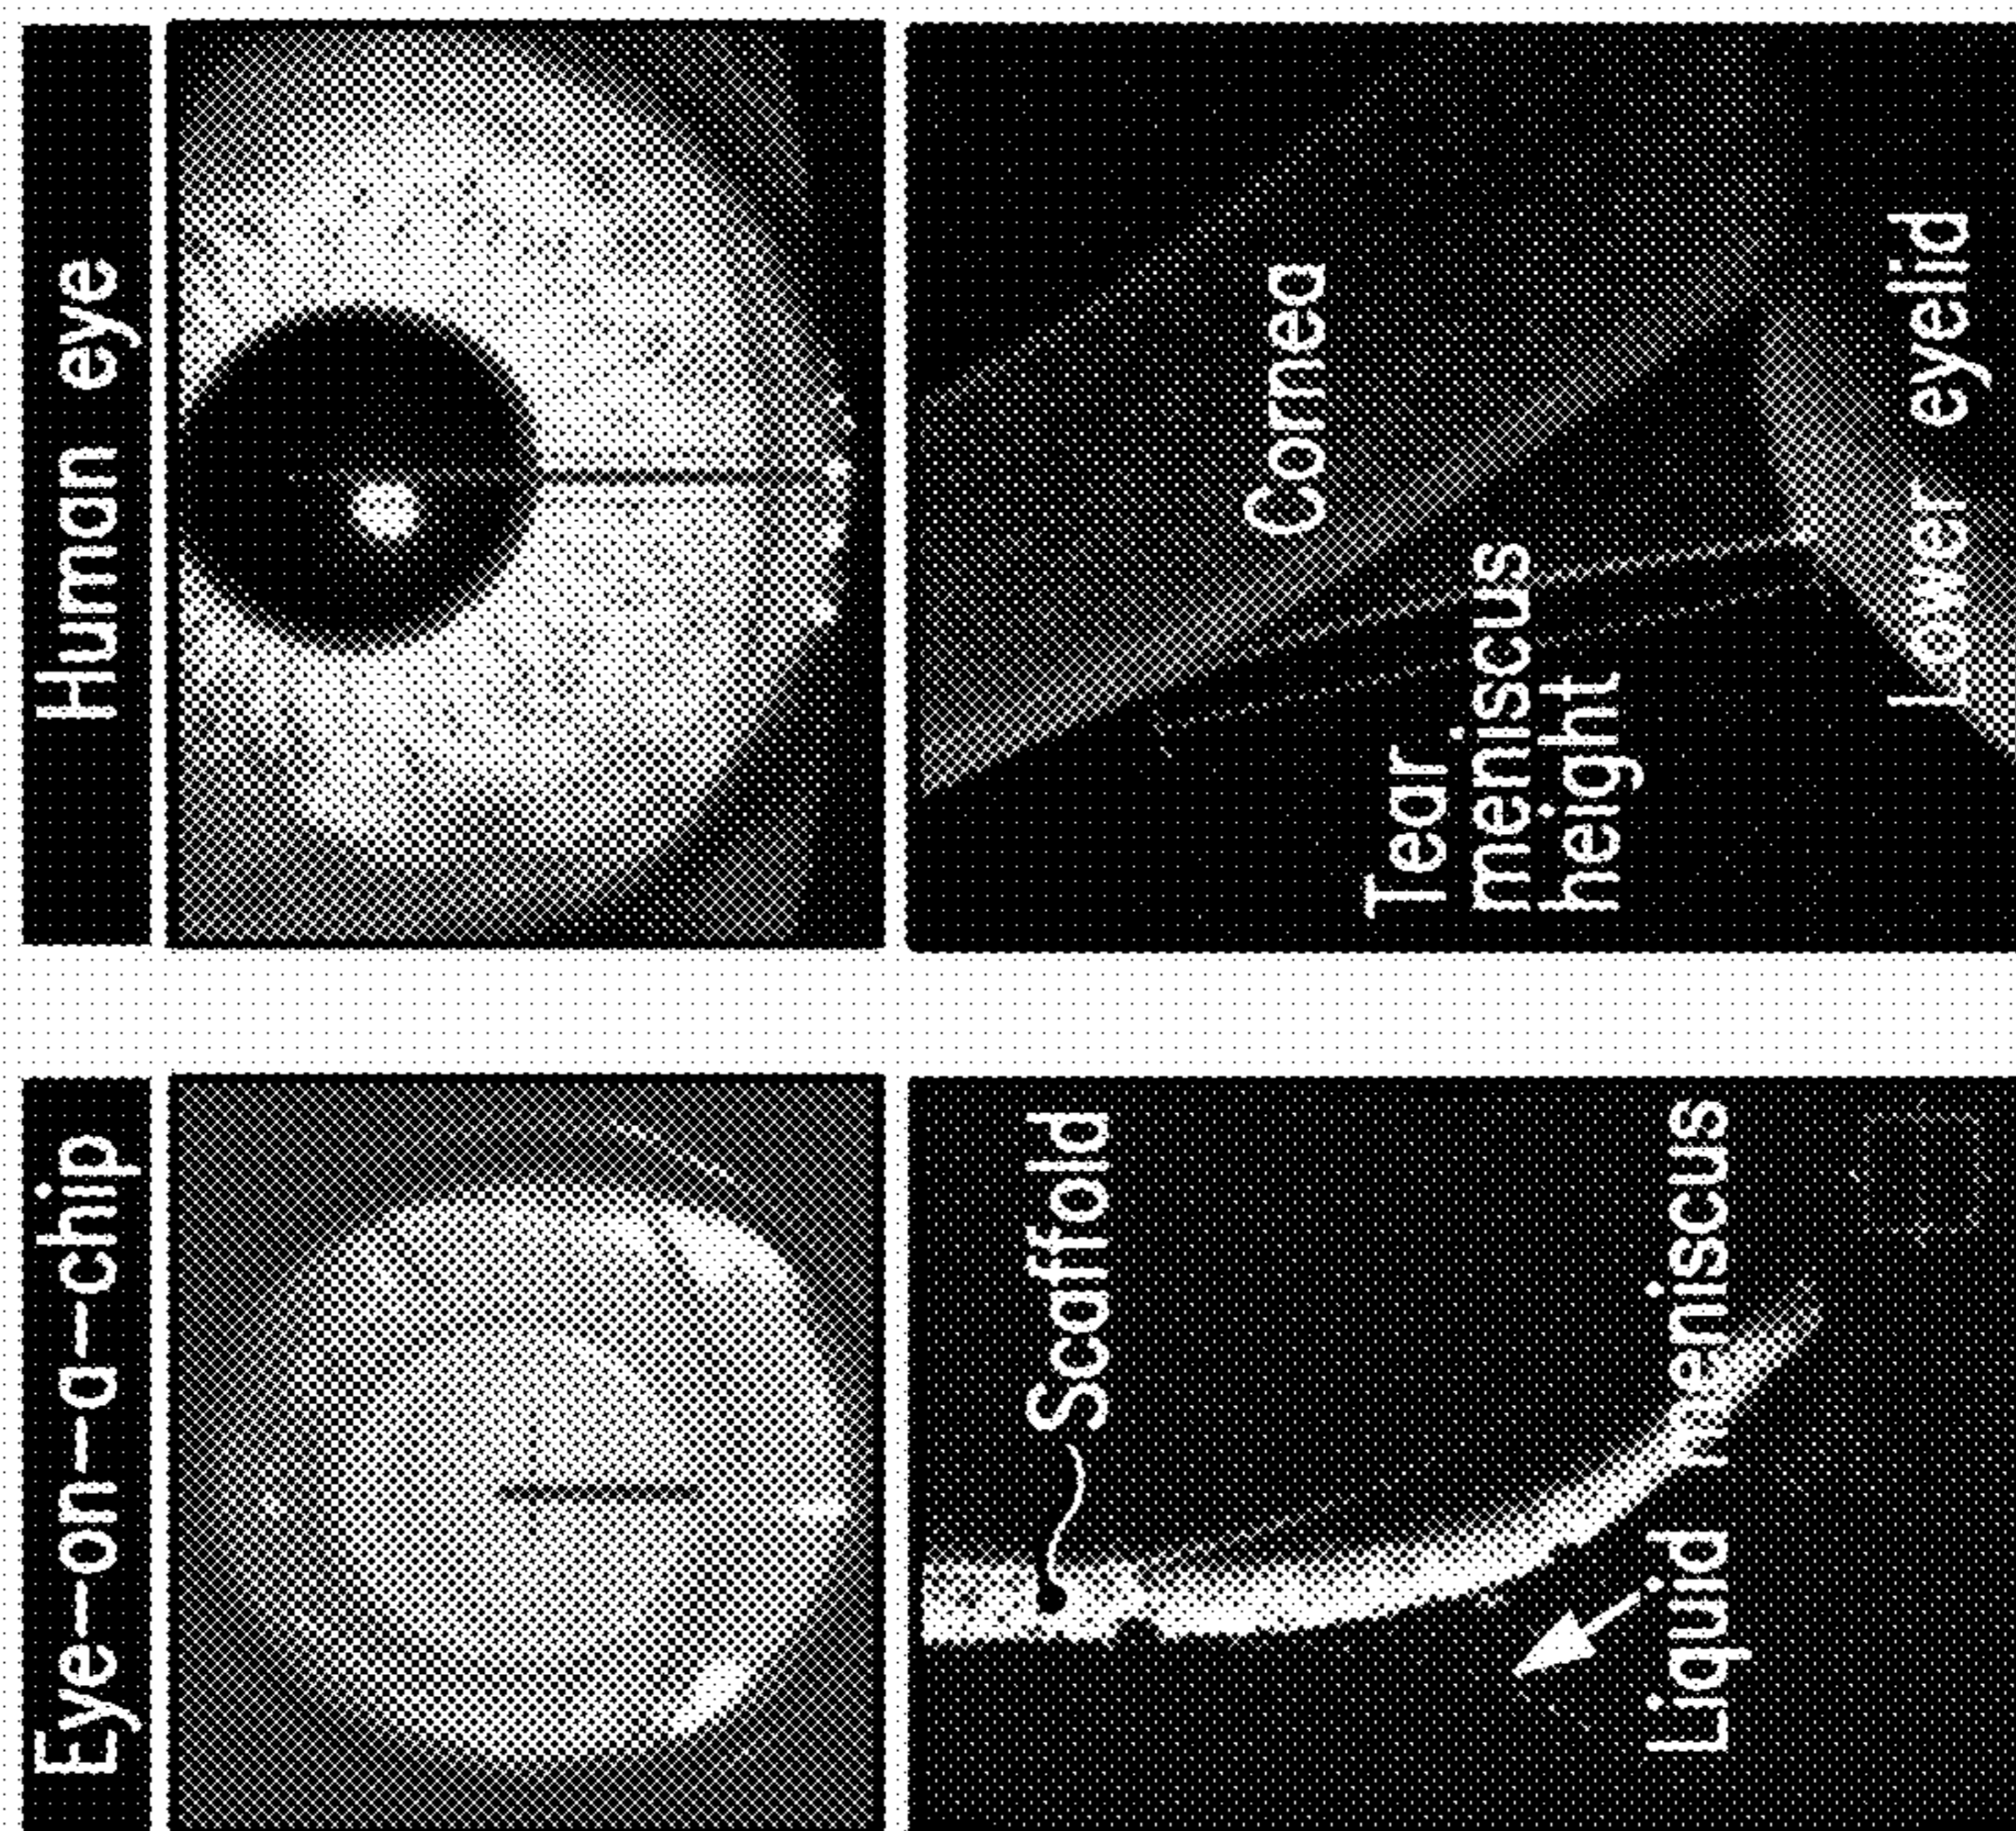 Eye-on-a-chip
Human eye
Scaffold
Liquid meniscus
Cornea
Tear
meniscus
height
Lower eyelid